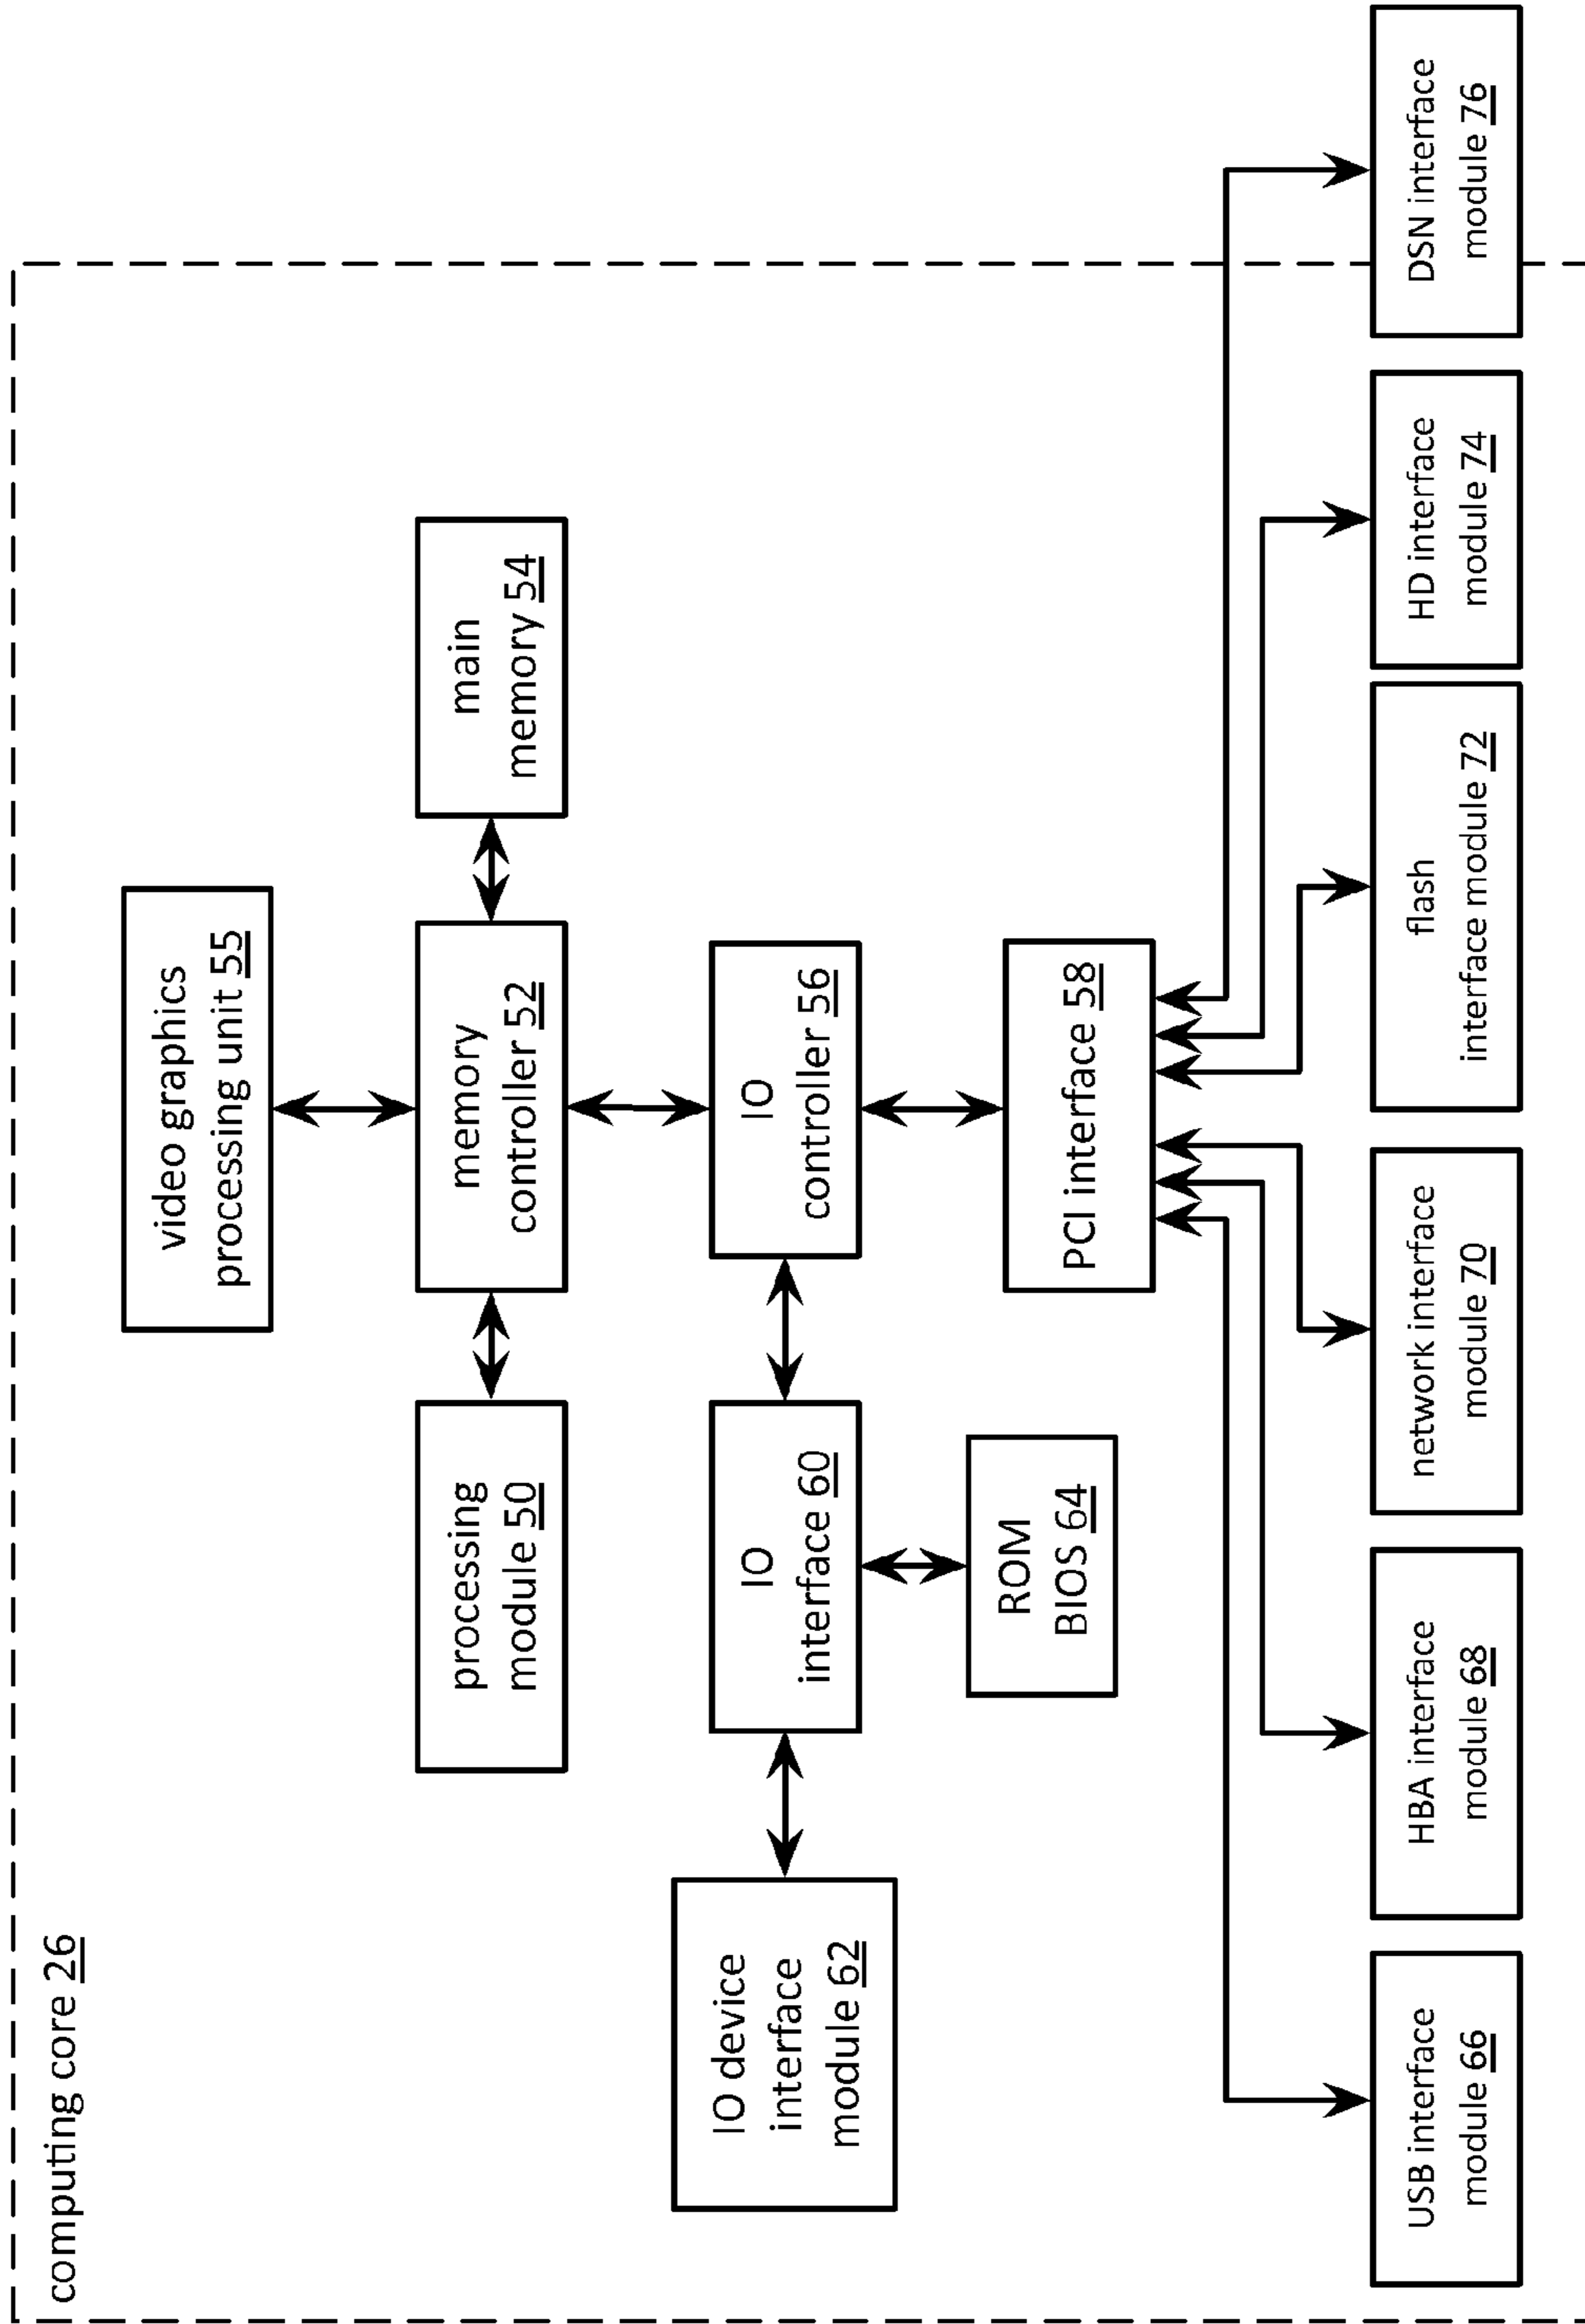 computing core 26
video graphics
processing unit 55
processing
module 50
memory
controller 52
main
memory 54
IO device
interface
module 62
IO
interface 60
IO
controller 56
ROM
BIOS 64
PCI interface 58
USB interface
module 66
HBA interface
module 68
network interface
module 70
flash
interface module 72
HD interface
module 74
DSN interface
module 76